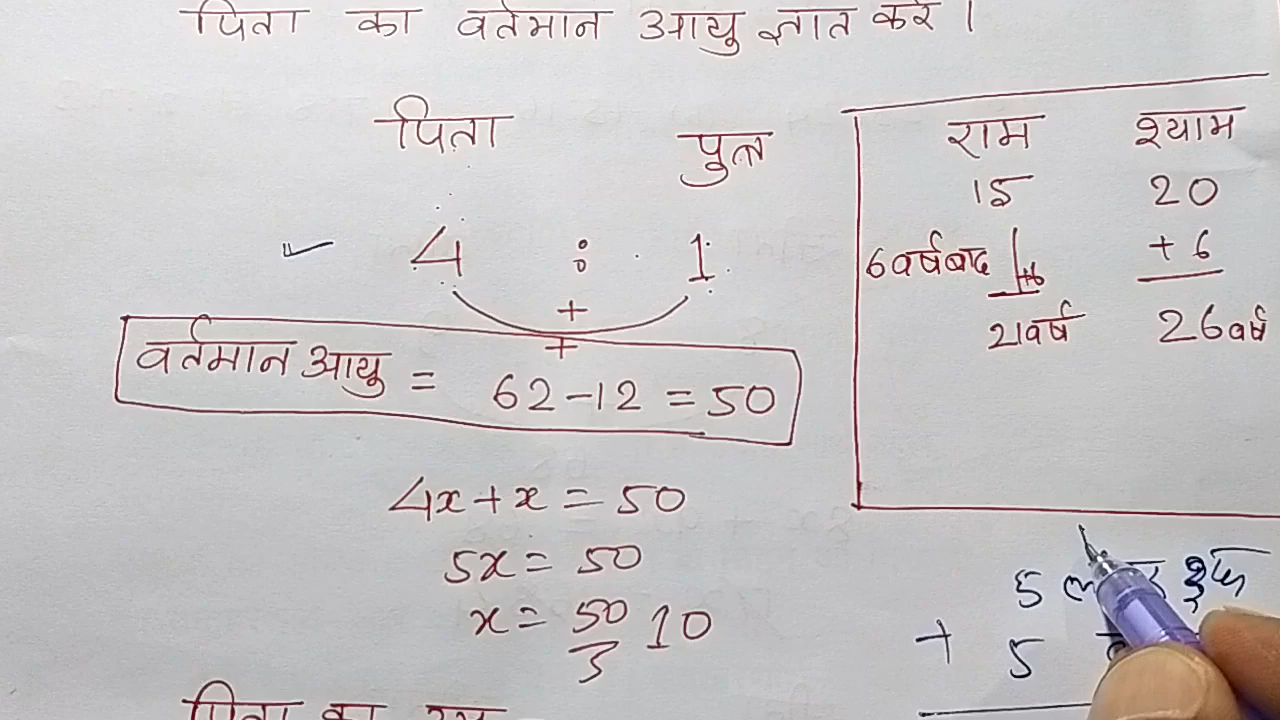 पिता का वर्तमान आयु ज्ञात करें।
पिता पुत्र
4 : 1
+
+
वर्तमान आयु = 62-12 = 50
4x+x = 50
5x = 50
x = 50/5 10
पिता का
राम श्याम
15 20
6वर्षबाद +6 + 6
21वर्ष 26वर्ष
5
+ 5